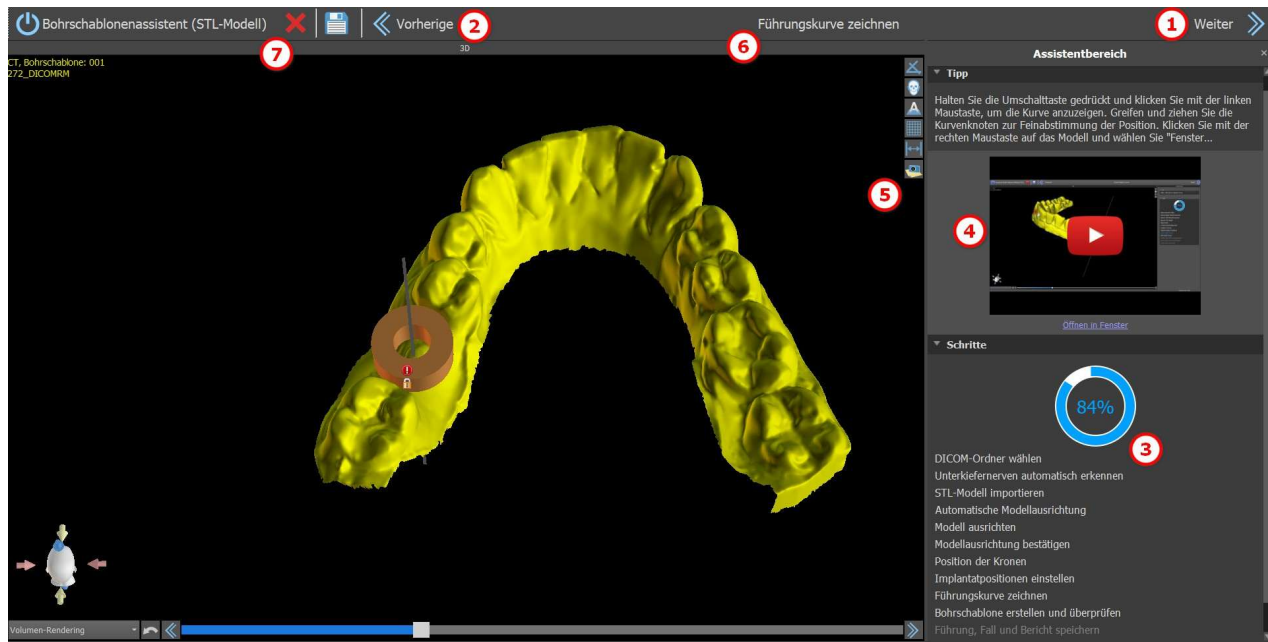 Bohrschablonenassistent (STL-Modell)
7
Vorherige
2
Führungskurve zeichnen
6
1
Weiter
3D
CT, Bohrschablone: 001
272_DICOMRM
5
Assistentbereich
Tipp
Halten Sie die Umschalttaste gedrückt und klicken Sie mit der linken
Maustaste, um die Kurve anzuzeigen. Greifen und ziehen Sie die
Kurvenknoten zur Feinabstimmung der Position. Klicken Sie mit der
rechten Maustaste auf das Modell und wählen Sie "Fenster...
4
Öffnen in Fenster
Schritte
84%
3
DICOM-Ordner wählen
Unterkiefernerven automatisch erkennen
STL-Modell importieren
Automatische Modellausrichtung
Modell ausrichten
Modellausrichtung bestätigen
Position der Kronen
Implantatpositionen einstellen
Führungskurve zeichnen
Bohrschablone erstellen und überprüfen
Führung, Fall und Bericht speichern
Volumen-Rendering